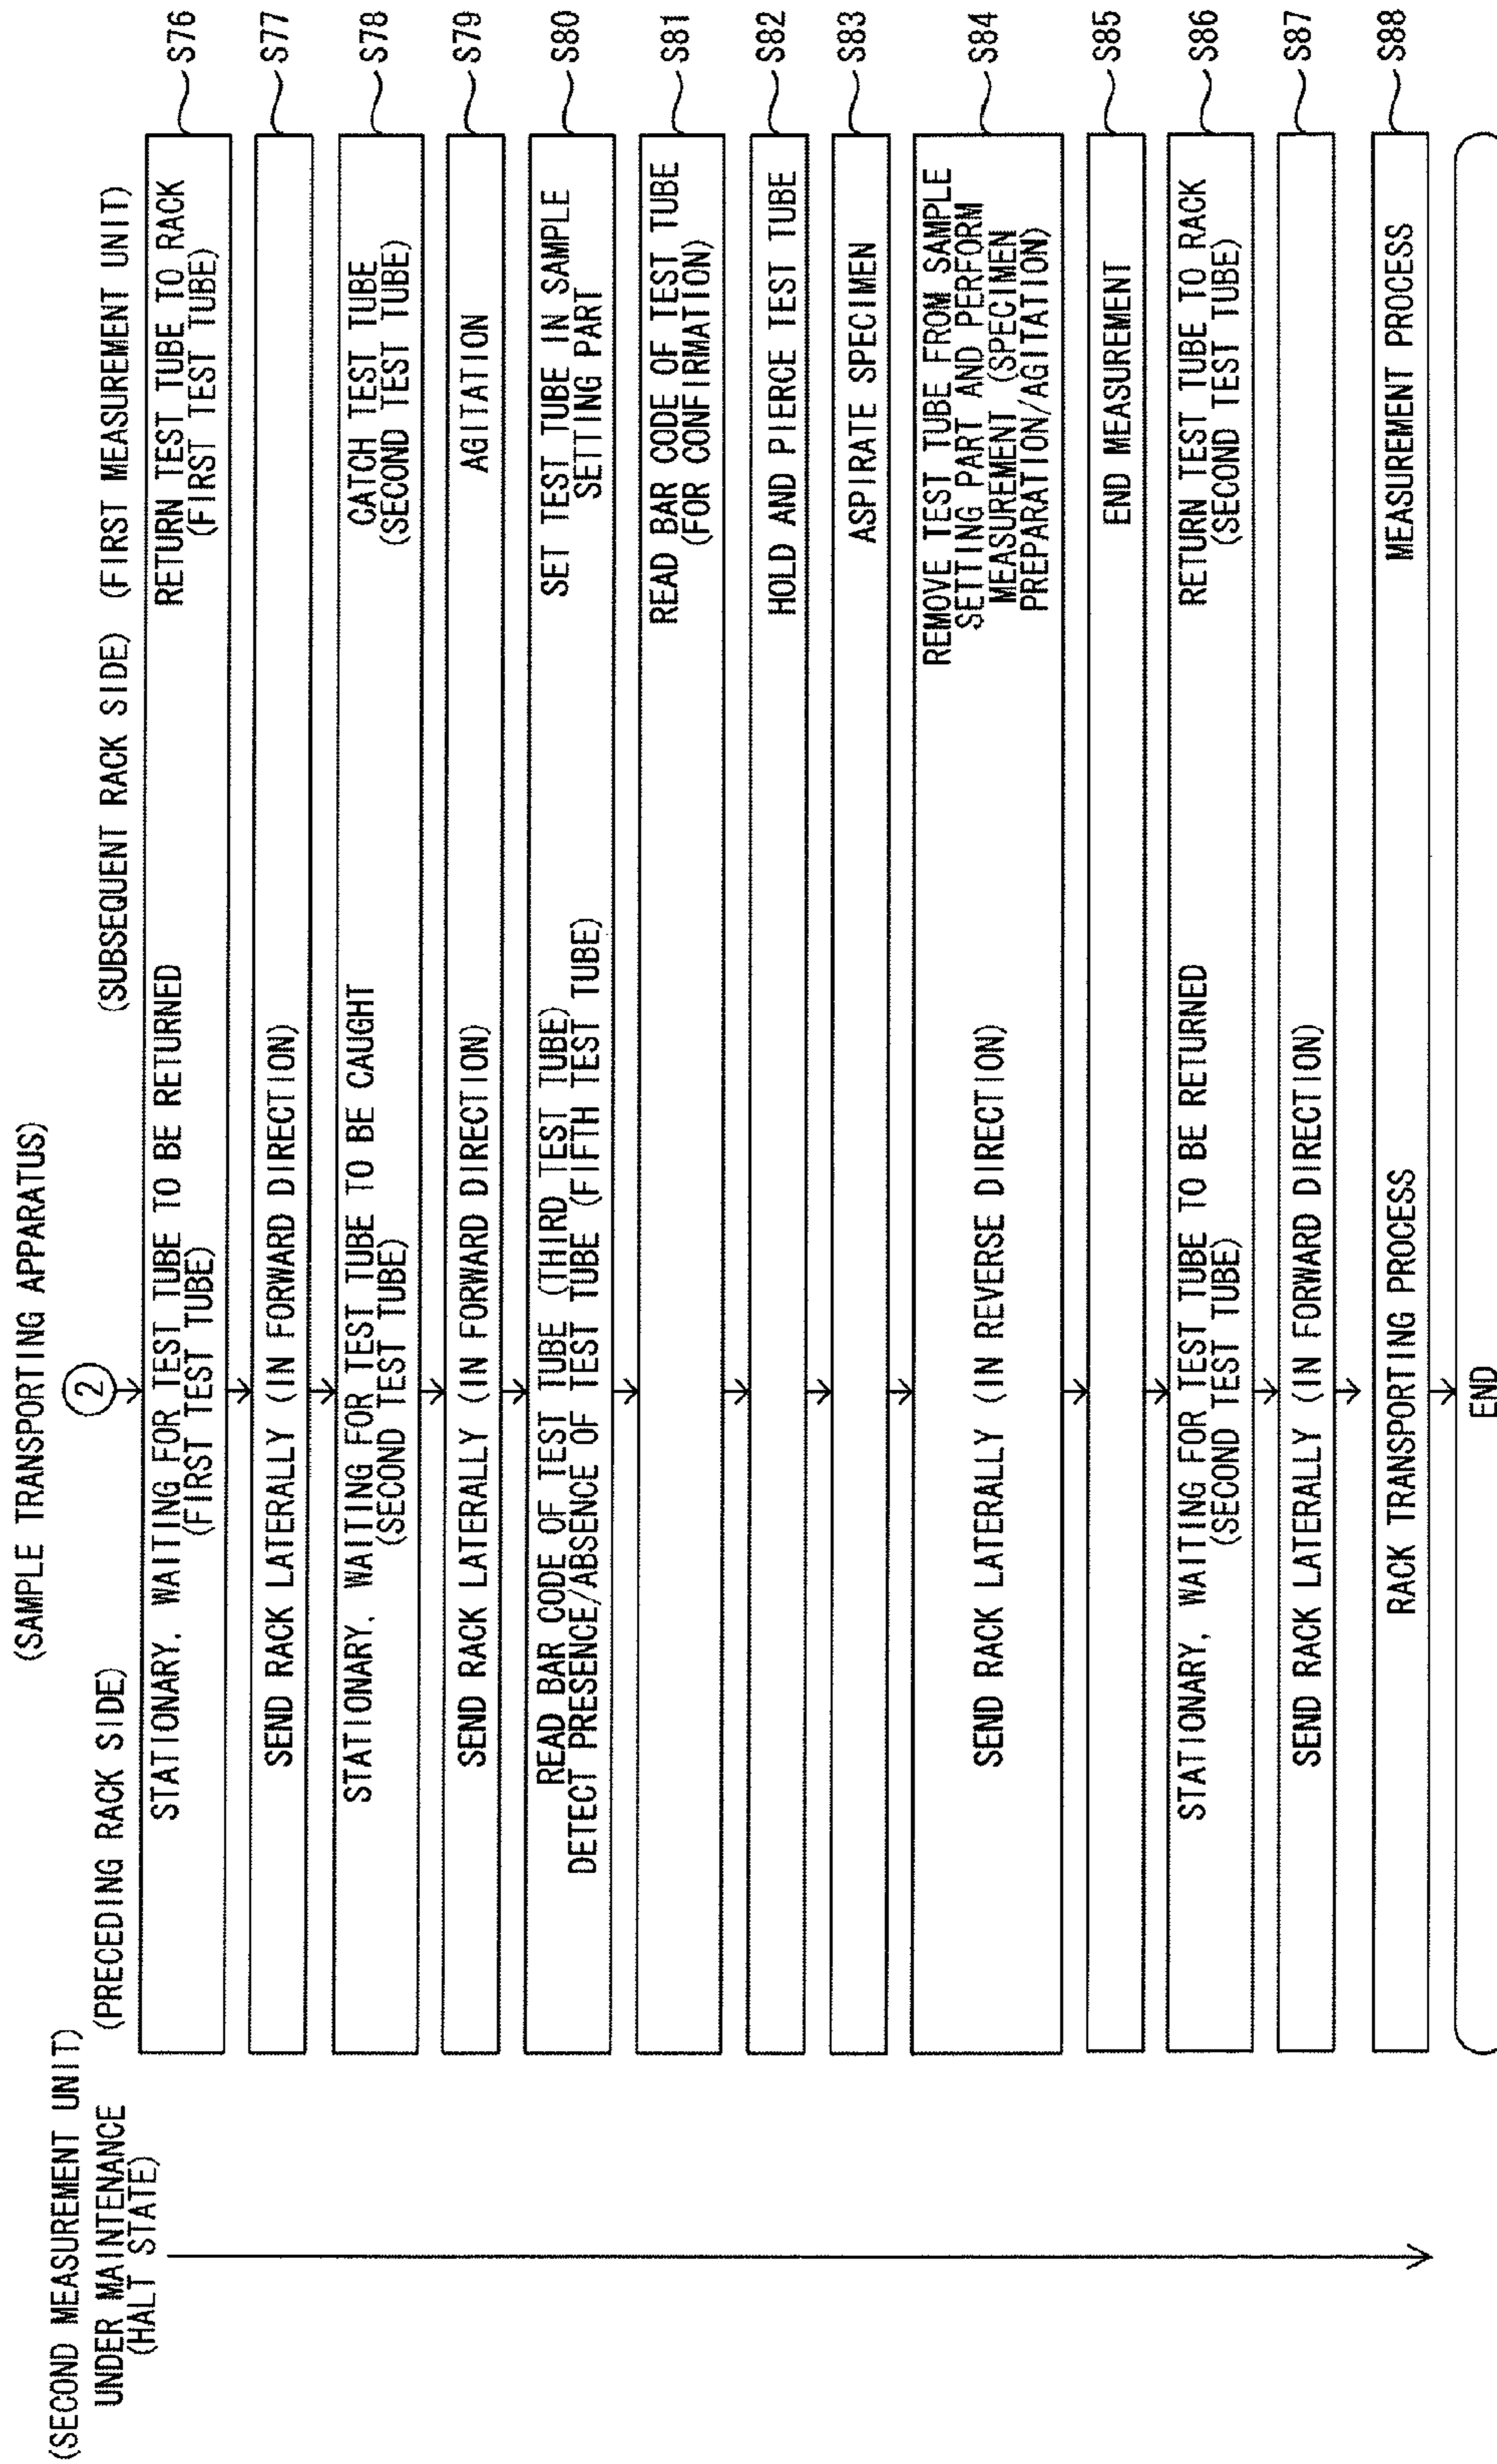 (SAMPLE TRANSPORTING APPARATUS)
(SECOND MEASUREMENT UNIT)
(PRECEDING RACK SIDE)
(SUBSEQUENT RACK SIDE)
(FIRST MEASUREMENT UNIT)
UNDER MAINTENANCE
(HALT STATE)
2
STATIONARY, WAITING FOR TEST TUBE TO BE RETURNED
(FIRST TEST TUBE)
RETURN TEST TUBE TO RACK
(FIRST TEST TUBE)
S76
SEND RACK LATERALLY (IN FORWARD DIRECTION)
S77
STATIONARY, WAITING FOR TEST TUBE TO BE CAUGHT
(SECOND TEST TUBE)
CATCH TEST TUBE
(SECOND TEST TUBE)
S78
SEND RACK LATERALLY (IN FORWARD DIRECTION)
AGITATION
S79
READ BAR CODE OF TEST TUBE (THIRD TEST TUBE)
DETECT PRESENCE/ABSENCE OF TEST TUBE (FIFTH TEST TUBE)
SET TEST TUBE IN SAMPLE
SETTING PART
S80
READ BAR CODE OF TEST TUBE
(FOR CONFIRMATION)
S81
HOLD AND PIERCE TEST TUBE
S82
ASPIRATE SPECIMEN
S83
SEND RACK LATERALLY (IN REVERSE DIRECTION)
REMOVE TEST TUBE FROM SAMPLE
SETTING PART AND PERFORM
MEASUREMENT (SPECIMEN
PREPARATION/AGITATION)
S84
END MEASUREMENT
S85
STATIONARY, WAITING FOR TEST TUBE TO BE RETURNED
(SECOND TEST TUBE)
RETURN TEST TUBE TO RACK
(SECOND TEST TUBE)
S86
SEND RACK LATERALLY (IN FORWARD DIRECTION)
S87
RACK TRANSPORTING PROCESS
MEASUREMENT PROCESS
S88
END